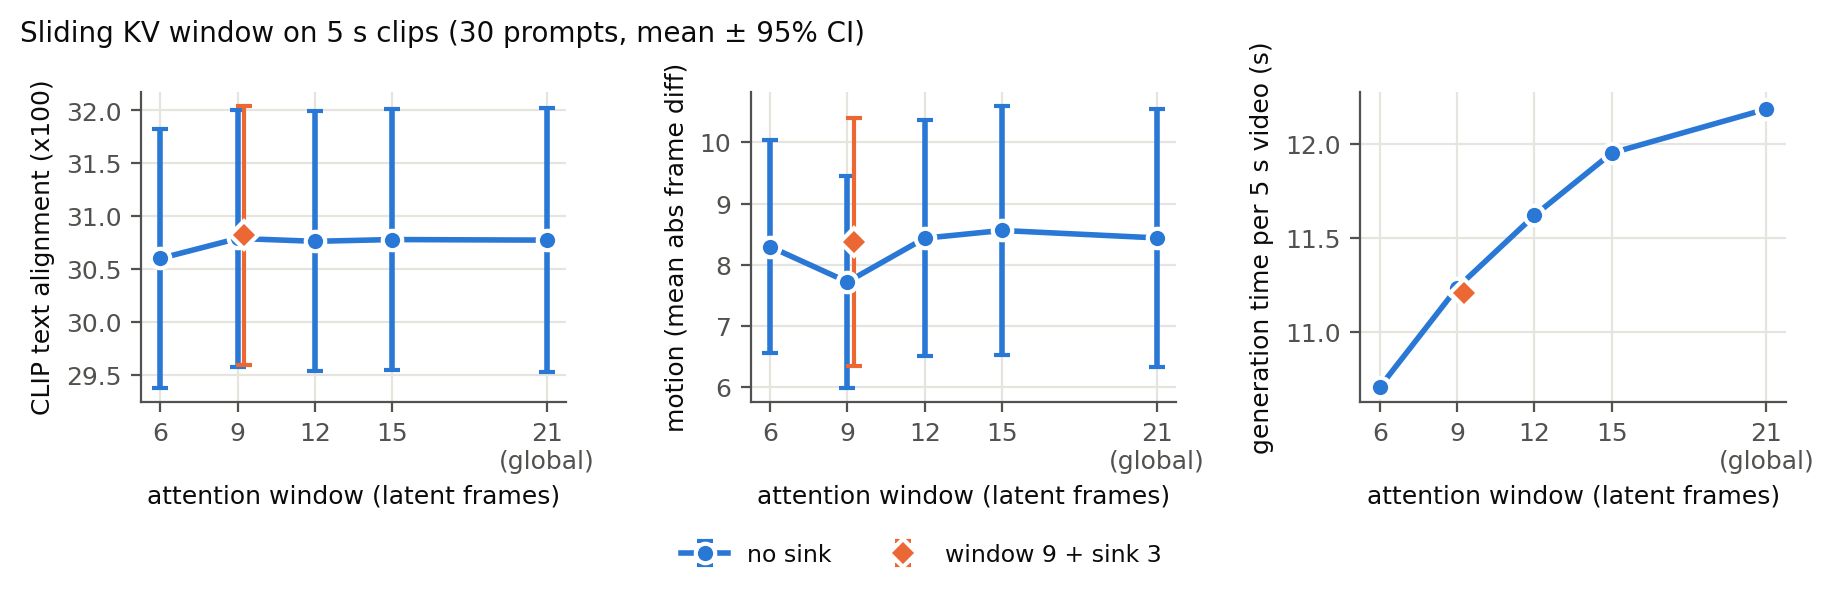 Sliding KV window on 5 s clips (30 prompts, mean ± 95% CI)
CLIP text alignment (x100)
32.0
31.5
31.0
30.5
30.0
29.5
6
9
12
15
21
(global)
attention window (latent frames)
motion (mean abs frame diff)
10
9
8
7
6
6
9
12
15
21
(global)
attention window (latent frames)
generation time per 5 s video (s)
12.0
11.5
11.0
6
9
12
15
21
(global)
attention window (latent frames)
no sink
window 9 + sink 3